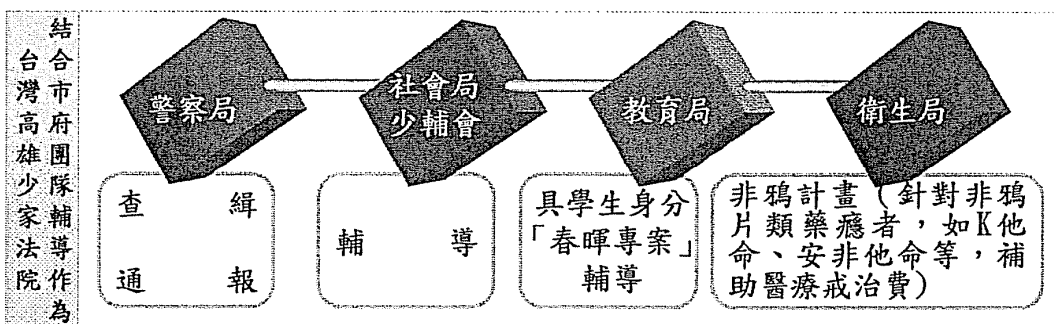 台灣高雄少家法院
結合市府團隊輔導作為
警察局
社會局
少輔會
教育局
衛生局
查緝
通報
輔導
具學生身分
「春暉專案」
輔導
非鴉計畫(針對非鴉
片類藥癮者，如K他
命、安非他命等，補
助醫療戒治費)